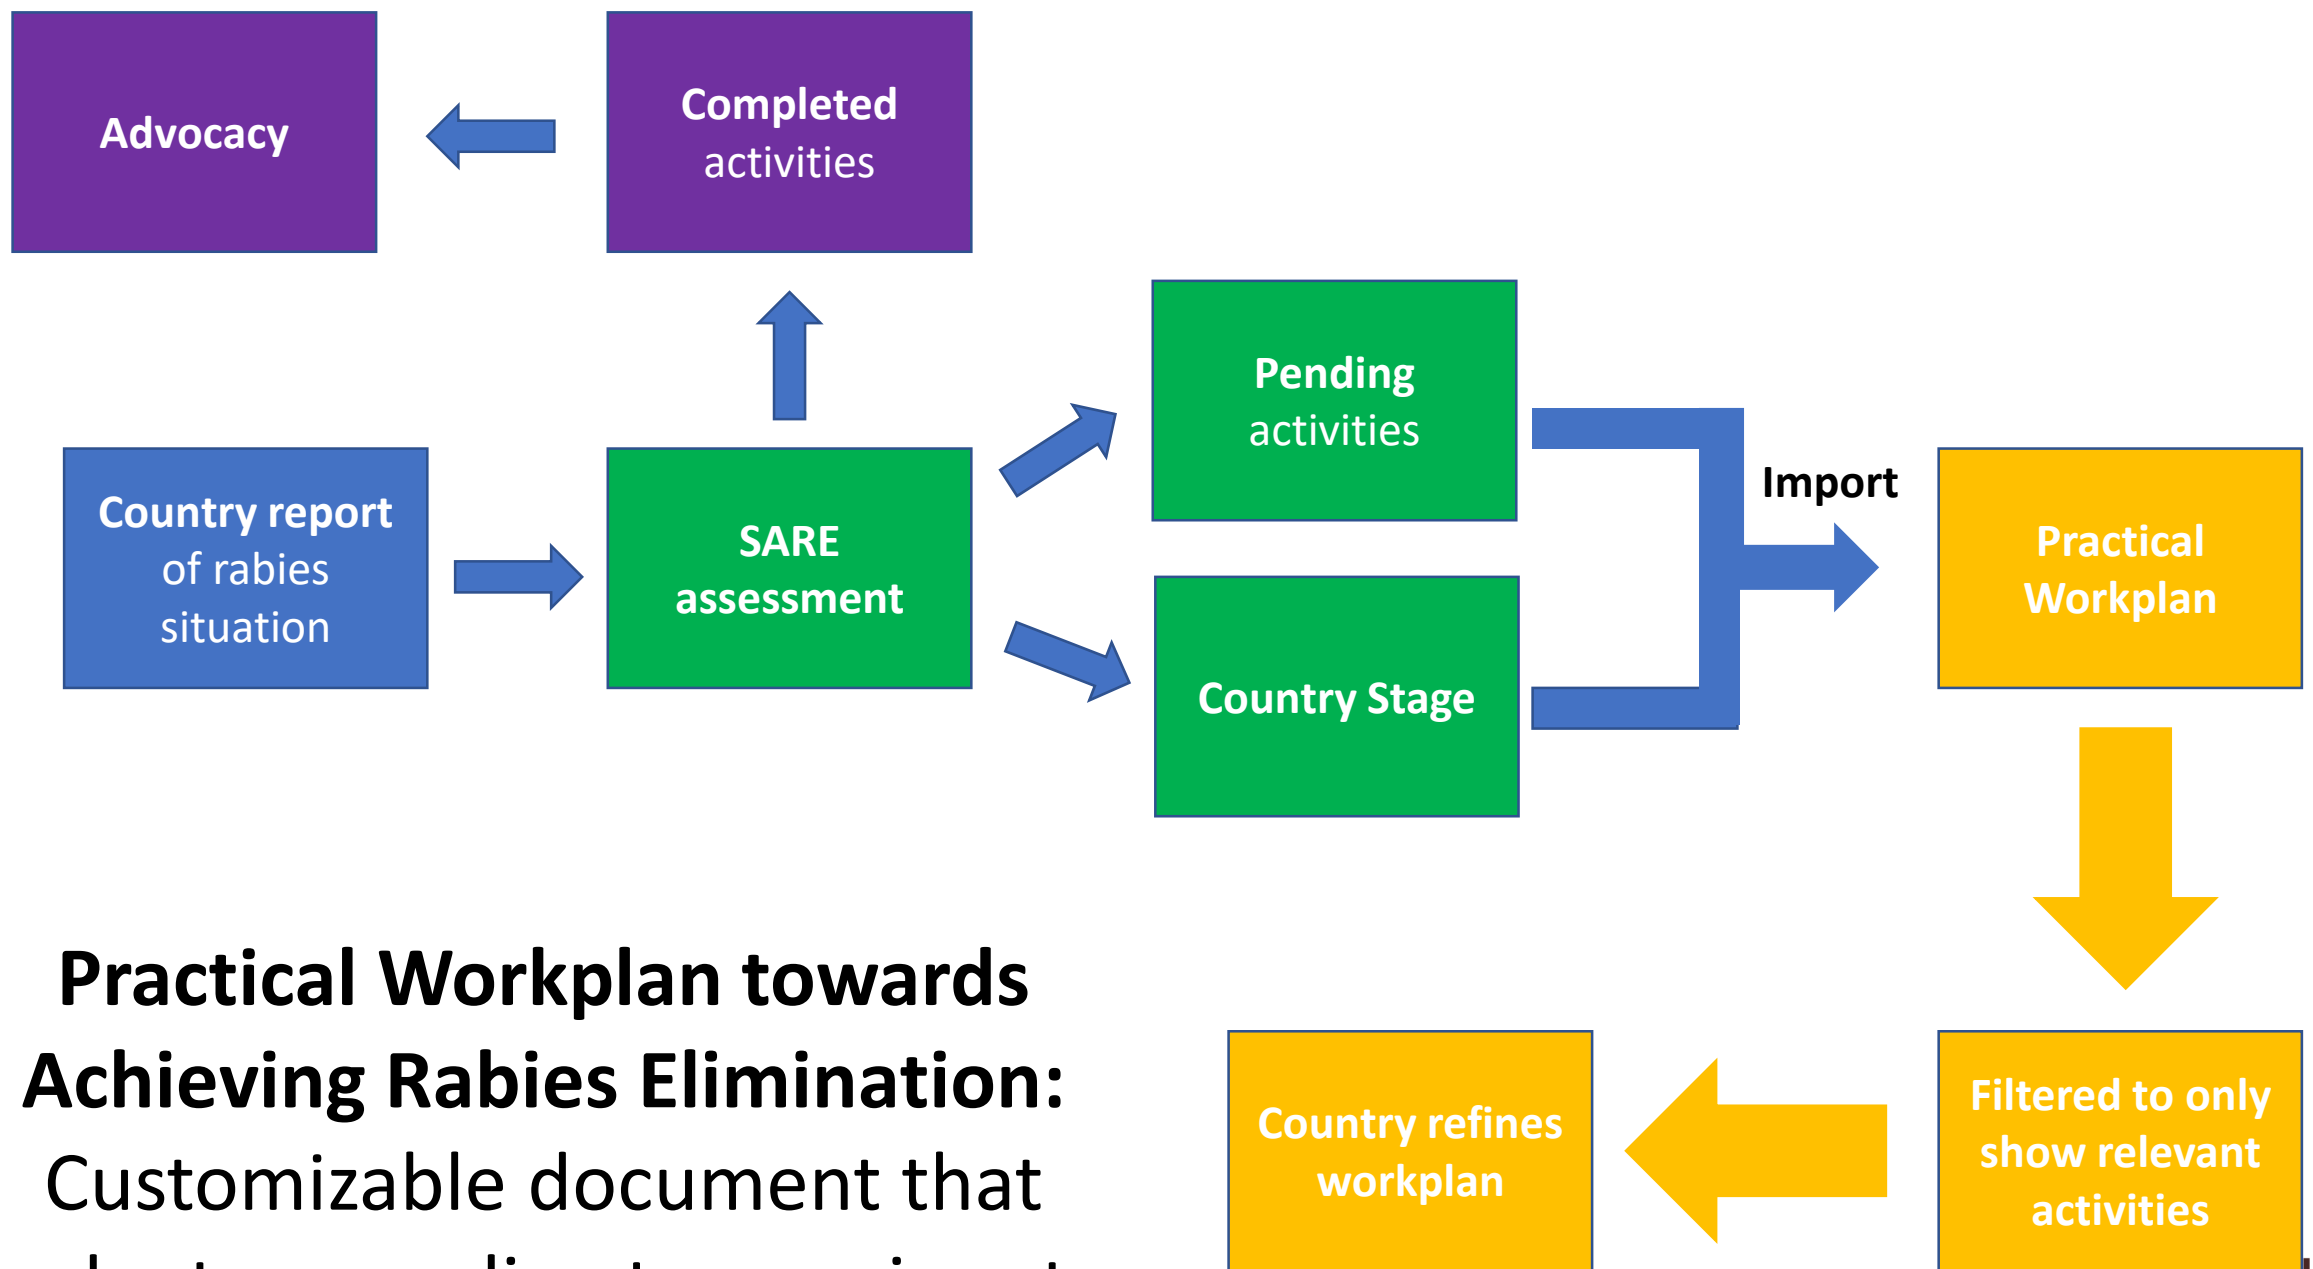 Advocacy
Completed
activities
Pending
activities
Country report
of rabies
situation
SARE
assessment
Country Stage
Import
Practical
Workplan
Practical Workplan towards
Achieving Rabies Elimination:
Customizable document that
Country refines
workplan
Filtered to only
show relevant
activities